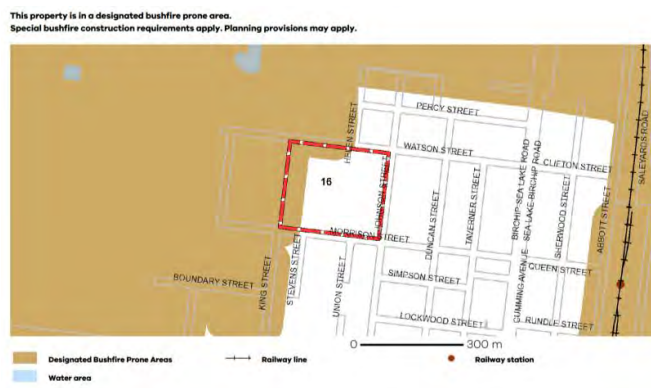 This property is in a designated bushfire prone area.
Special bushfire construction requirements apply. Planning provisions may apply.
PERCY STREET
WATSON STREET
CLIFTON STREET
SALEYARDS ROAD
16
DUNCAN STREET
TAVERNER STREET
BIRCHIP-SEA LAKE ROAD
SEA LAKE-BIRCHIP ROAD
SHERWOOD STREET
ABBOTT STREET
MORRISON STREET
BOUNDARY STREET
KING STREET
STEVENS STREET
UNION STREET
SIMPSON STREET
QUEEN STREET
CUMMING AVENUE
LOCKWOOD STREET
RUNDLE STREET
0 300 m
Designated Bushfire Prone Areas
Railway line
Railway station
Water area